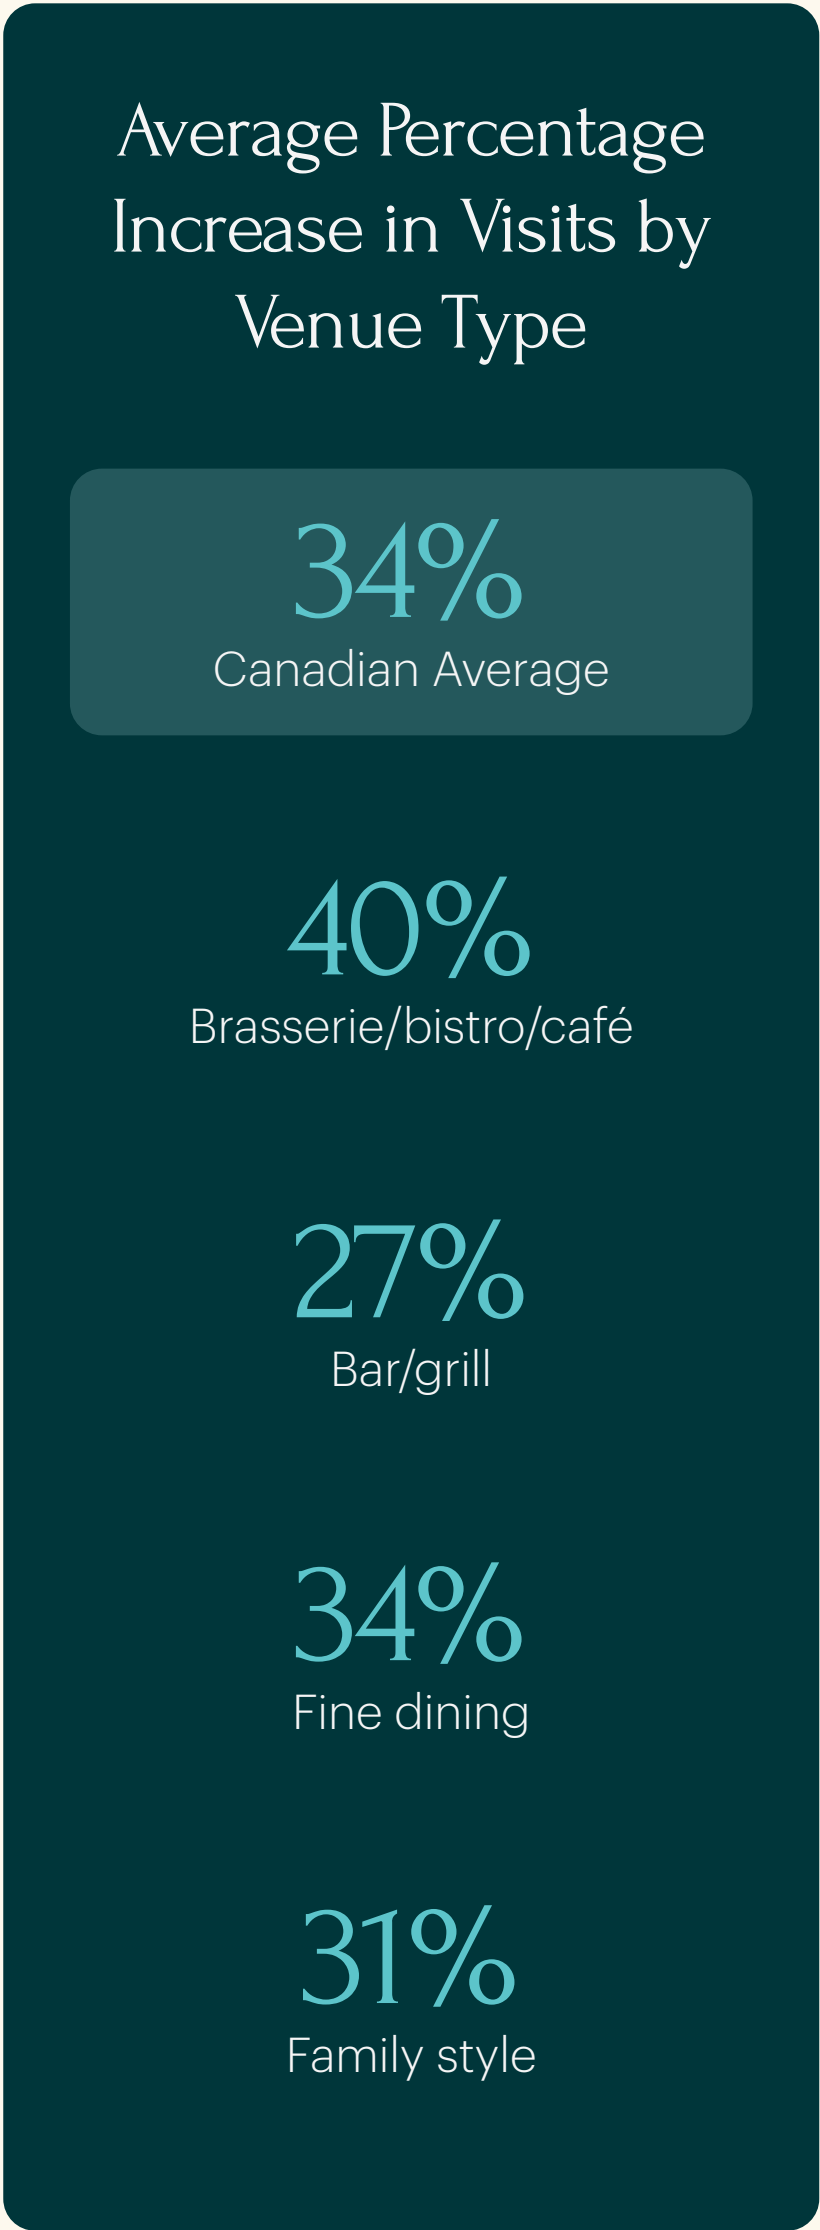 Average Percentage
Increase in Visits by
Venue Type
34%
Canadian Average
40%
Brasserie/bistro/café
27%
Bar/grill
34%
Fine dining
31%
Family style